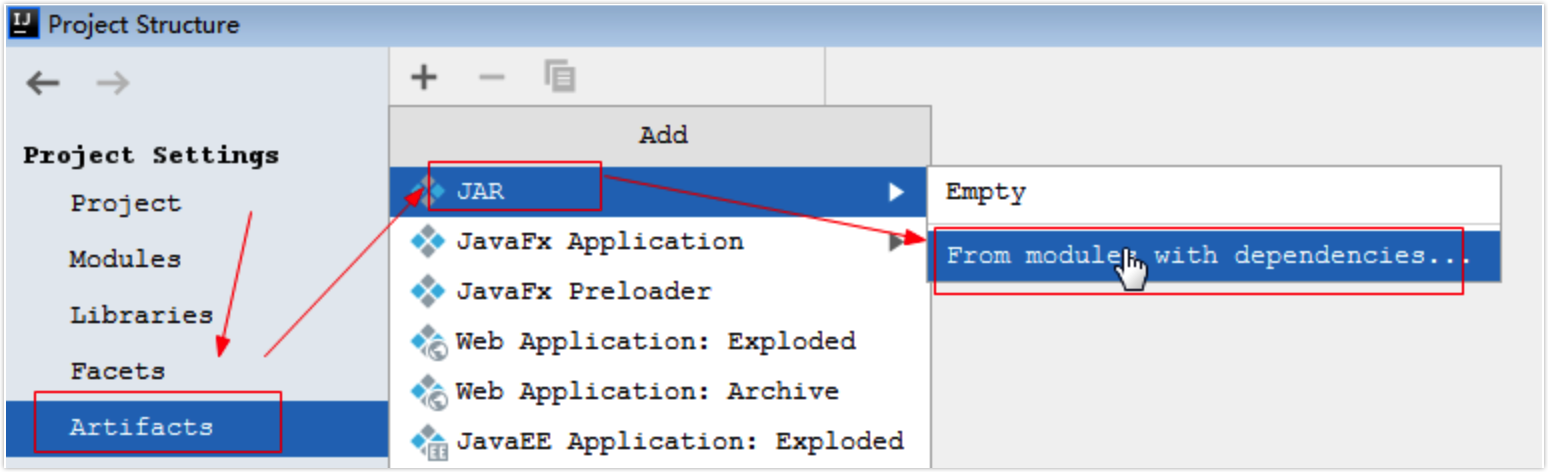 IJ
Project Structure
Project Settings
Project
Modules
Libraries
Facets
Artifacts
Add
JAR
JavaFx Application
JavaFx Preloader
Web Application: Exploded
Web Application: Archive
JavaEE Application: Exploded
Empty
From modules with dependencies...